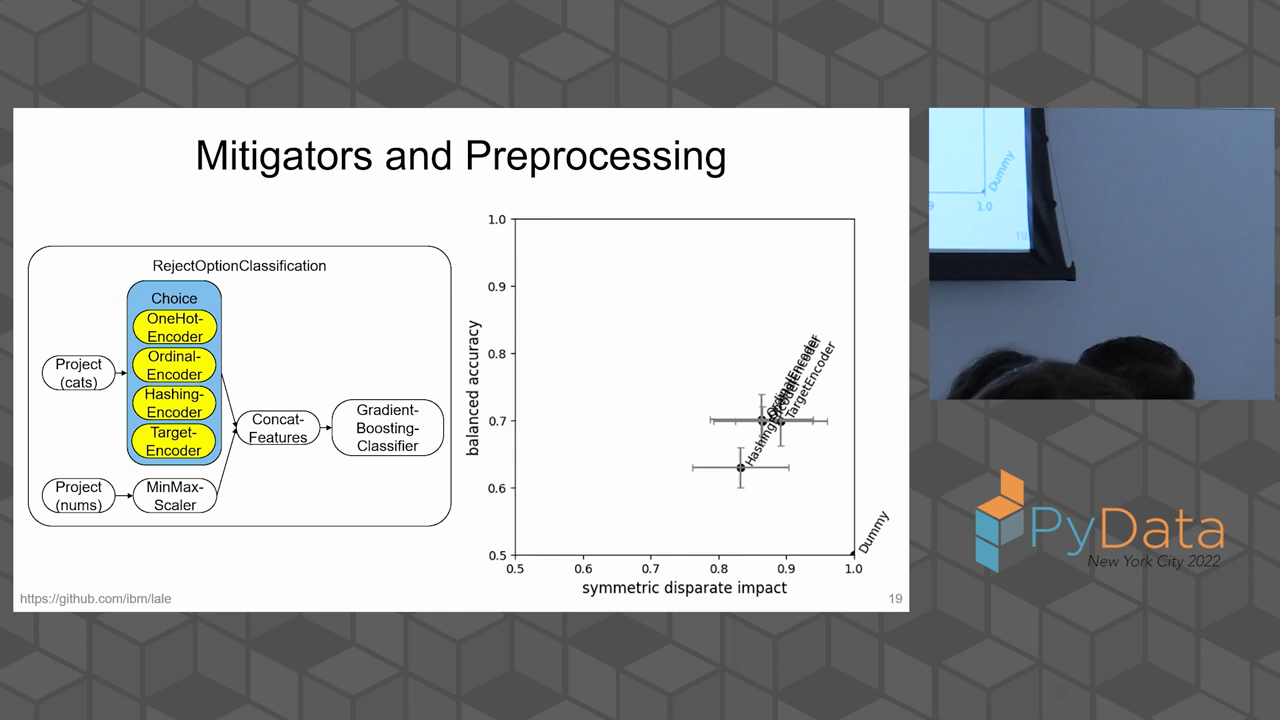 Mitigators and Preprocessing
RejectOptionClassification
Choice
OneHot-
Encoder
Ordinal-
Encoder
Hashing-
Encoder
Target-
Encoder
Project
(cats)
Project
(nums)
MinMax-
Scaler
Concat-
Features
Gradient-
Boosting-
Classifier
balanced accuracy
1.0
0.9
0.8
0.7
0.6
0.5
TargetEncoder
Dummy
0.5 0.6 0.7 0.8 0.9 1.0
symmetric disparate impact
https://github.com/ibm/lale
19
Dummy
1.0
19
PyData
New York City 2022